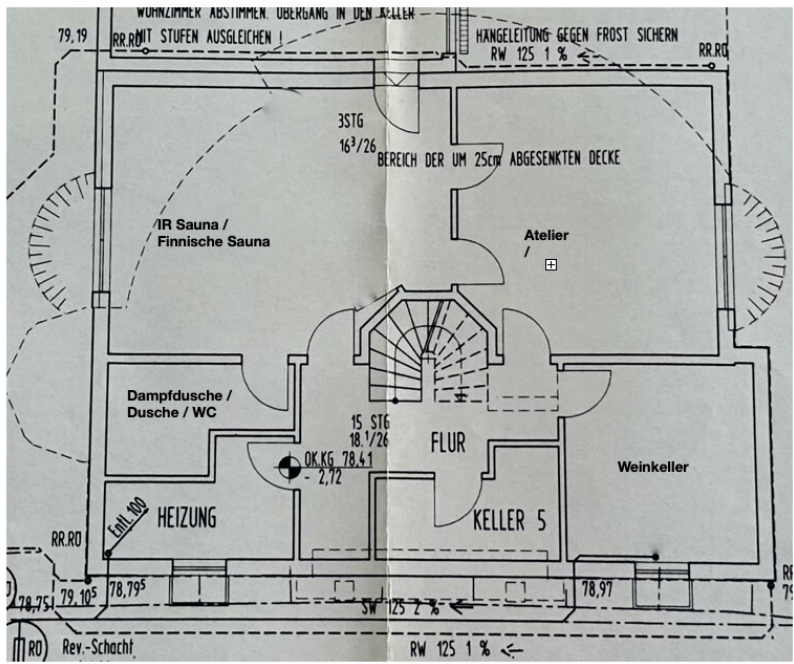 WOHNZIMMER ABSTIMMEN. ÜBERGANG IN DEN KELLER
MIT STUFEN AUSGLEICHEN !
79,19
RR.RO
HÄNGELEITUNG GEGEN FROST SICHERN
RW 125 1 %
RR.RO
3STG
16³/26
BEREICH DER UM 25cm ABGESENKTEN DECKE
IR Sauna /
Finnische Sauna
Atelier
/
Dampfdusche /
Dusche / WC
15 STG
18.¹/26
FLUR
OK.KG 78,41
- 2,72
Weinkeller
Entl.100
HEIZUNG
KELLER 5
RR.RO
78,75
79,10⁵
78,79⁵
78,97
RR
79
SW 125 2 %
RO
Rev.-Schacht
RW 125 1 %